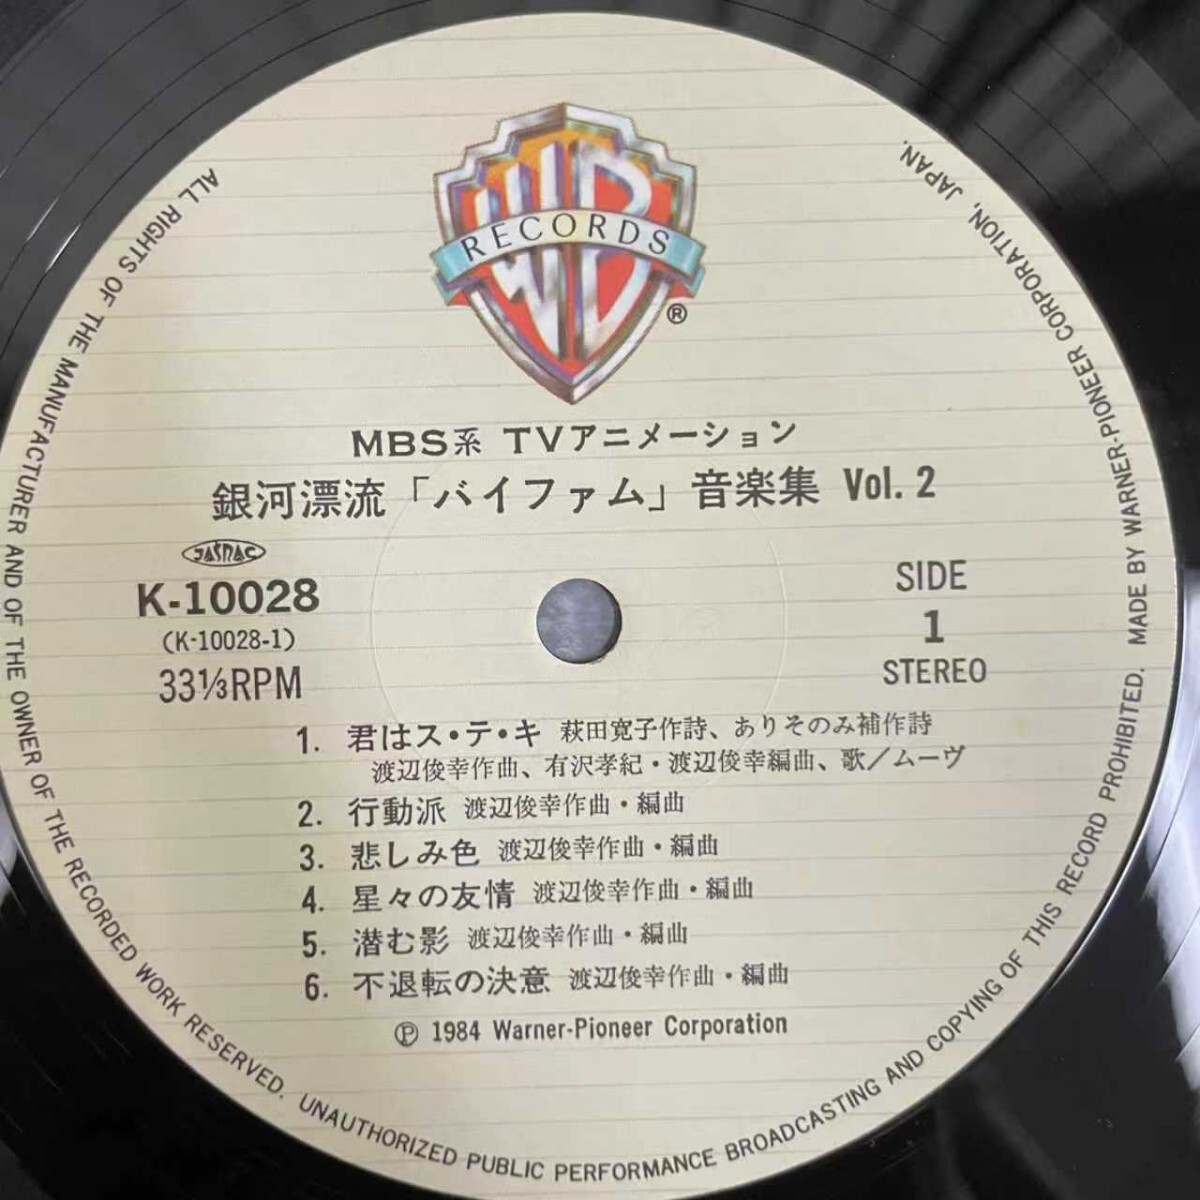 WB
RECORDS
®
MBS系 TVアニメーション
銀河漂流「バイファム」音楽集 Vol. 2
JASRAC
K-10028
(K-10028-1)
33⅓RPM
SIDE
1
STEREO
1. 君はス・テ・キ 萩田寛子作詩、ありそのみ補作詩
渡辺俊幸作曲、有沢孝紀・渡辺俊幸編曲、歌／ムーヴ
2. 行動派 渡辺俊幸作曲・編曲
3. 悲しみ色 渡辺俊幸作曲・編曲
4. 星々の友情 渡辺俊幸作曲・編曲
5. 潜む影 渡辺俊幸作曲・編曲
6. 不退転の決意 渡辺俊幸作曲・編曲
Ⓟ 1984 Warner-Pioneer Corporation
ALL RIGHTS OF THE MANUFACTURER AND OF THE OWNER OF THE RECORDED WORK RESERVED. UNAUTHORIZED PUBLIC PERFORMANCE BROADCASTING AND COPYING OF THIS RECORD PROHIBITED. MADE BY WARNER-PIONEER CORPORATION, JAPAN.